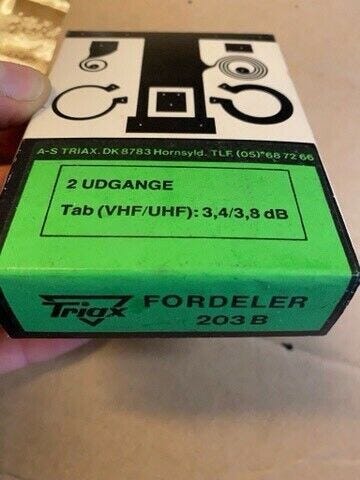 A-S TRIAX. DK 8783 Hornsyld. TLF. (05)*68 72 66
2 UDGANGE
Tab (VHF/UHF): 3,4/3,8 dB
Triax FORDELER
203 B